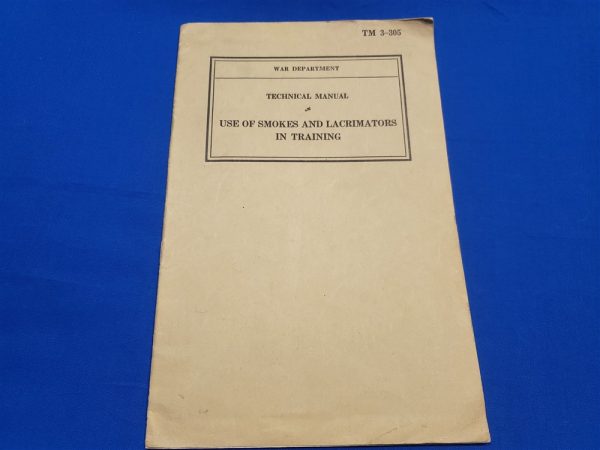 TM 3-305
WAR DEPARTMENT
TECHNICAL MANUAL
USE OF SMOKES AND LACRIMATORS
IN TRAINING